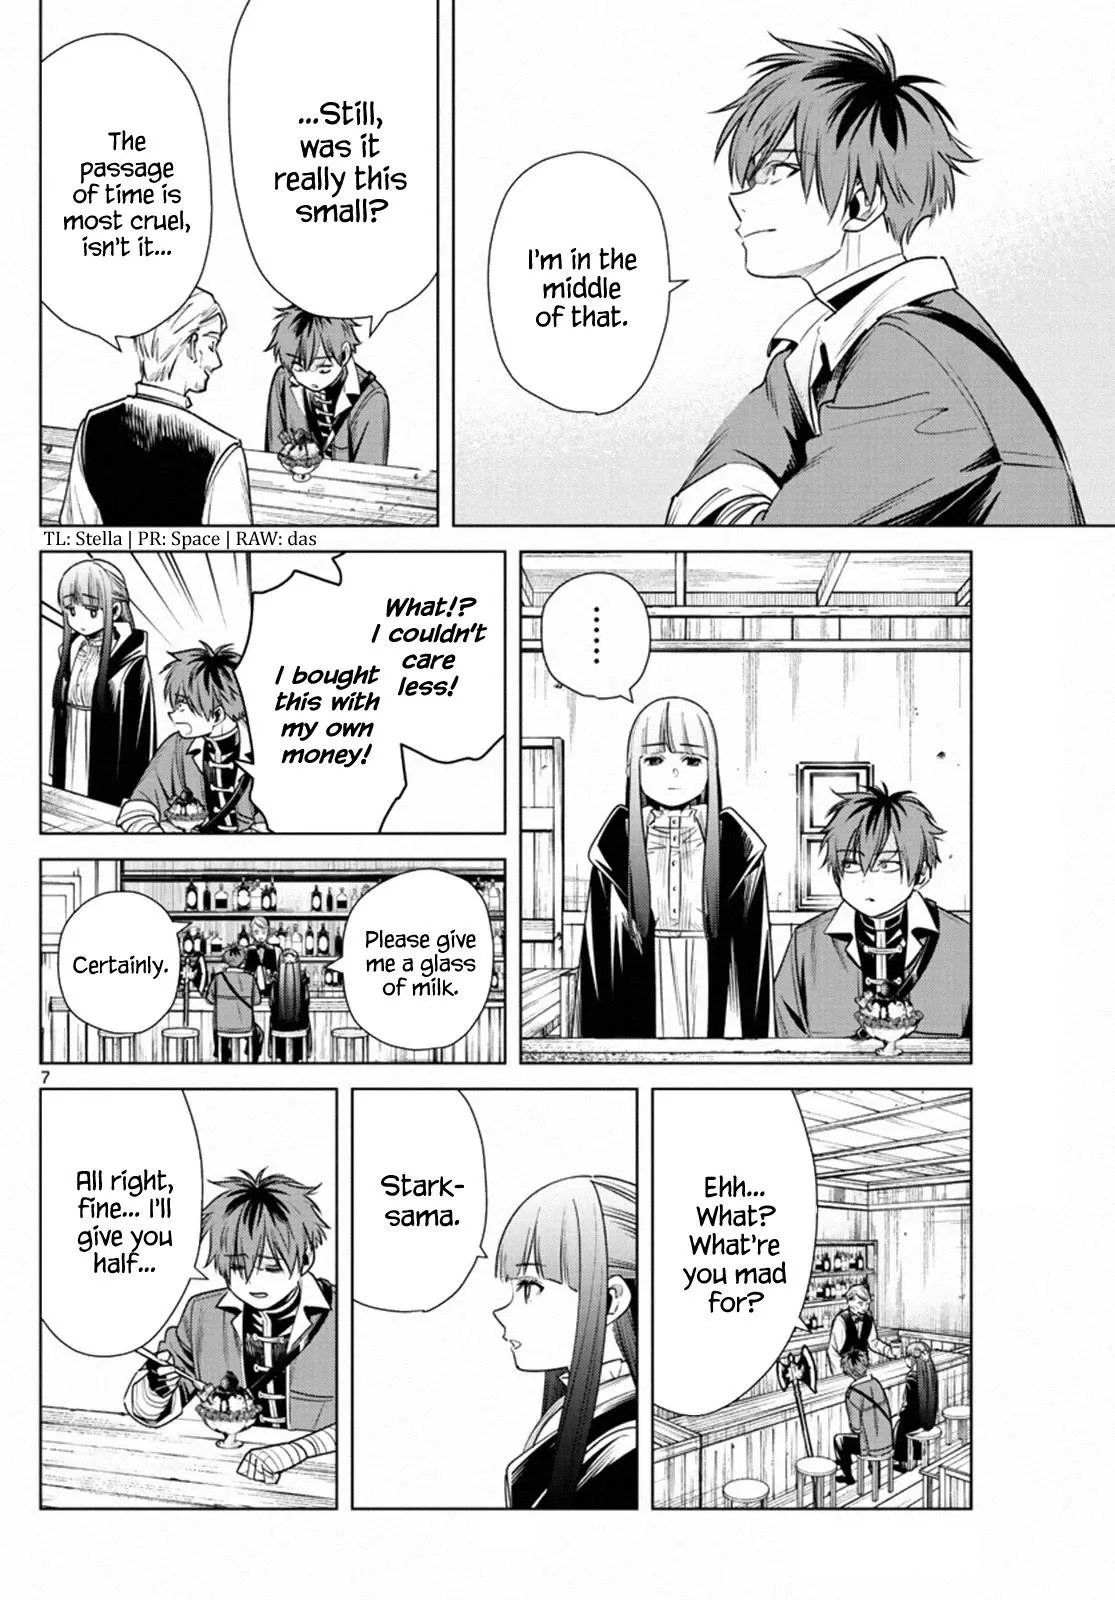 I'm in the
middle
of that.
...Still,
was it
really this
small?
The
passage
of time is
most cruel,
isn't it...
TL: Stella | PR: Space | RAW: das
......
What!?
I couldn't
care
less!
I bought
this with
my own
money!
Please give
me a glass
of milk.
Certainly.
7
Ehh...
What?
What're
you mad
for?
Stark-
sama.
All right,
fine... I'll
give you
half...